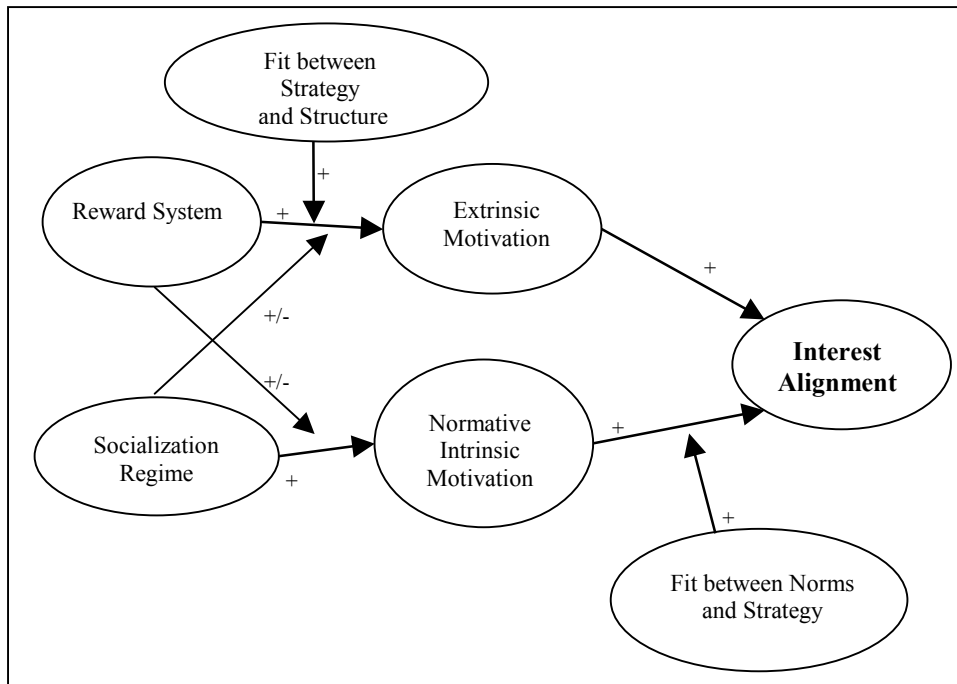 Fit between
Strategy
and Structure
+
Reward System
+
Extrinsic
Motivation
+
+/-
Interest
Alignment
+/-
Normative
Intrinsic
Motivation
+
Socialization
Regime
+
+
Fit between Norms
and Strategy